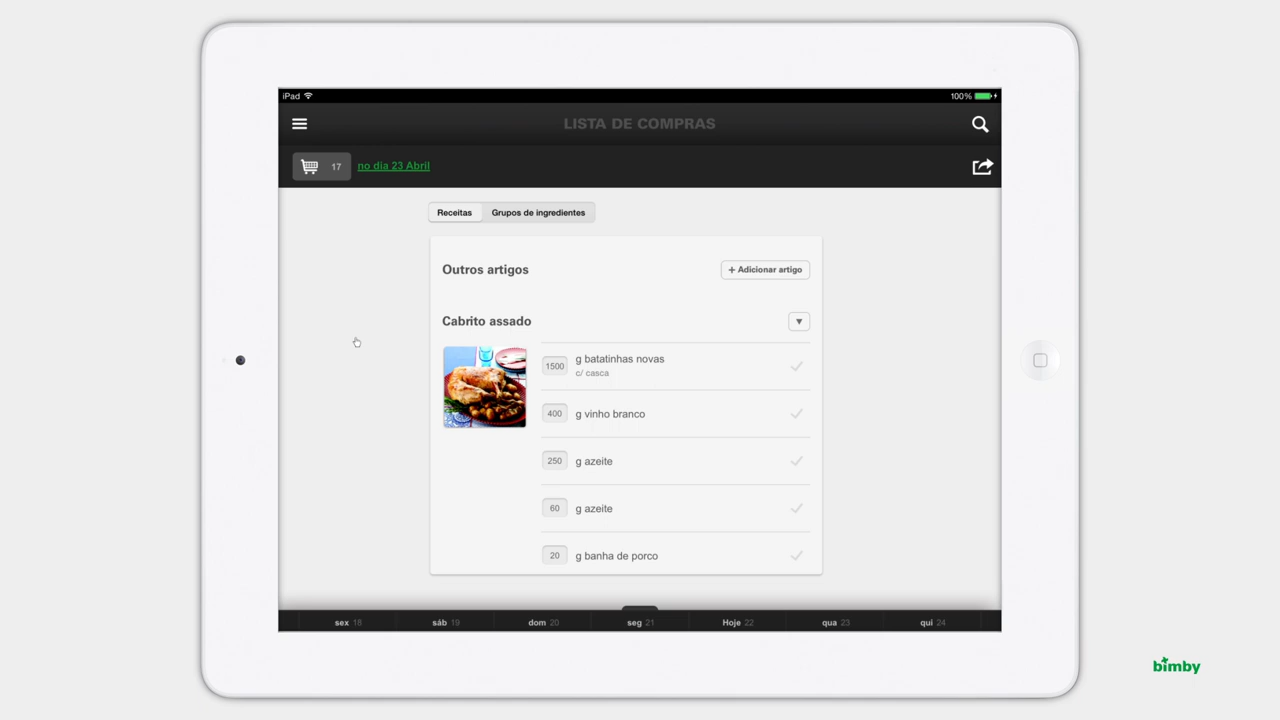 iPad 100%
LISTA DE COMPRAS
17 no dia 23 Abril
Receitas Grupos de ingredientes
Outros artigos + Adicionar artigo
Cabrito assado
1500 g batatinhas novas
c/ casca
400 g vinho branco
250 g azeite
60 g azeite
20 g banha de porco
sex 18 sáb 19 dom 20 seg 21 Hoje 22 qua 23 qui 24
bimby